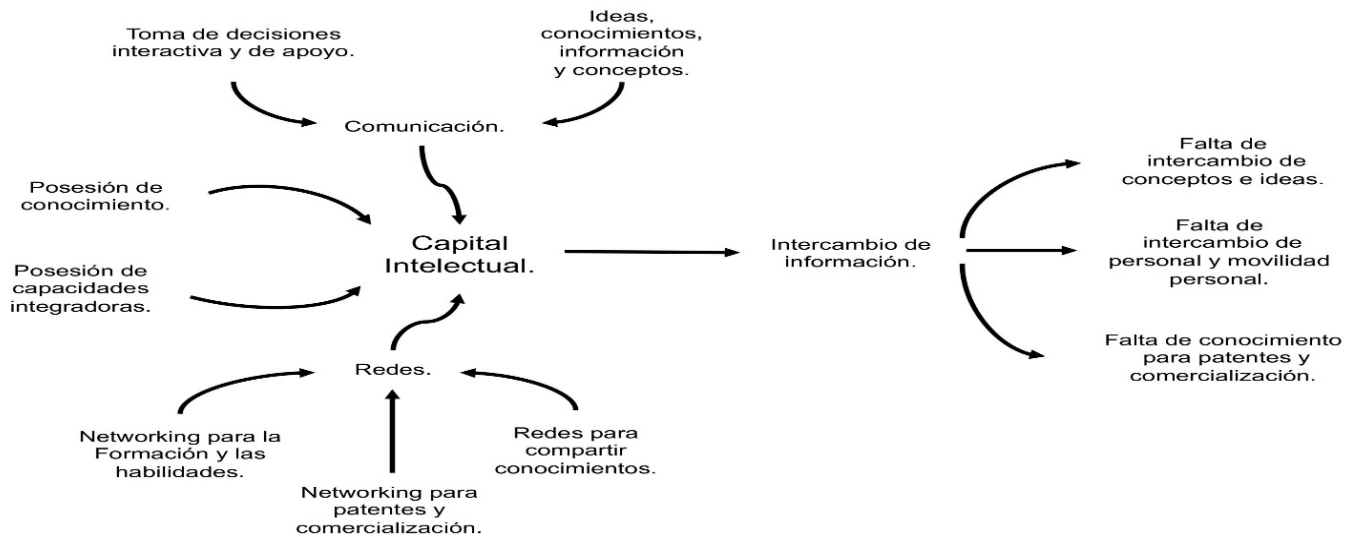 Toma de decisiones
interactiva y de apoyo.
Ideas,
conocimientos,
información
y conceptos.
Comunicación.
Posesión de
conocimiento.
Capital
Intelectual.
Posesión de
capacidades
integradoras.
Redes.
Networking para la
Formación y las
habilidades.
Networking para
patentes y
comercialización.
Redes para
compartir
conocimientos.
Intercambio de
información.
Falta de
intercambio de
conceptos e ideas.
Falta de
intercambio de
personal y movilidad
personal.
Falta de conocimiento
para patentes y
comercialización.